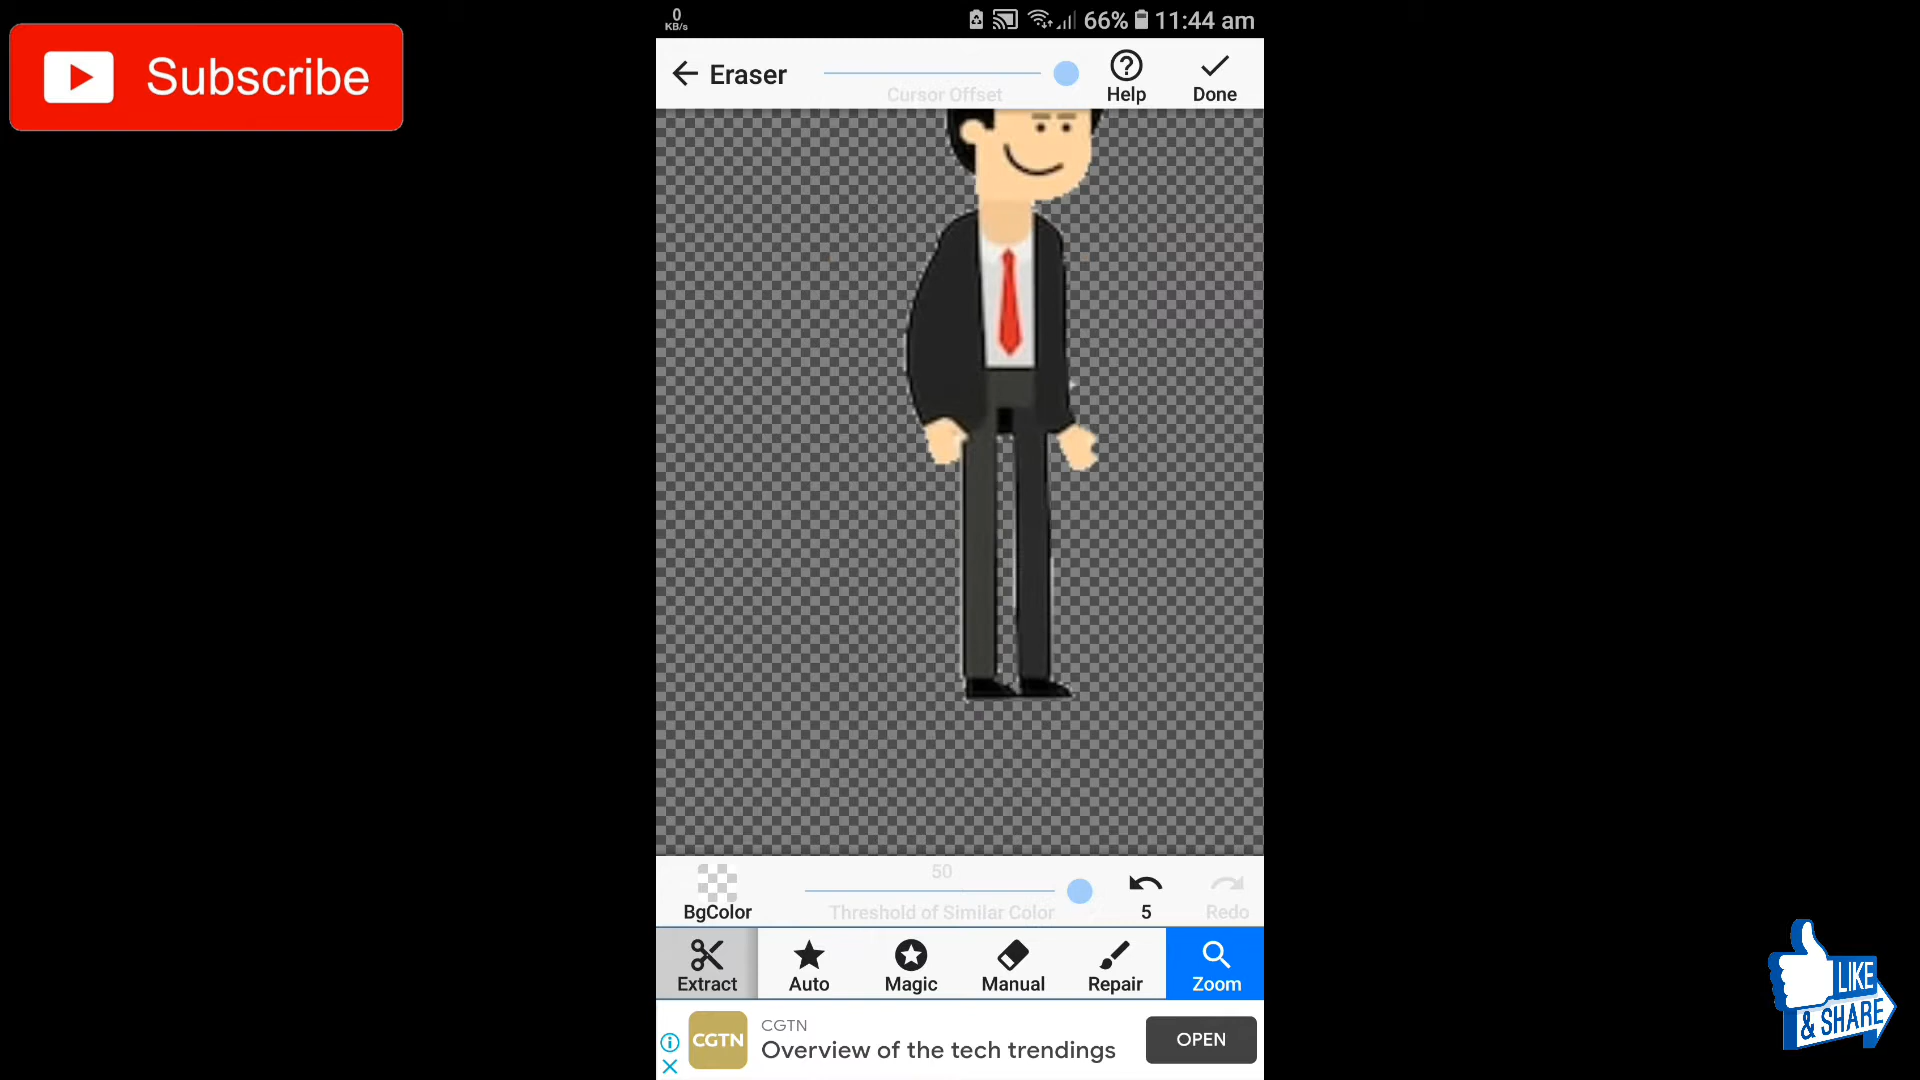 Subscribe
0
KB/s
66% 11:44 am
Eraser
Cursor Offset
Help
Done
50
BgColor
Threshold of Similar Color
5
Redo
Extract
Auto
Magic
Manual
Repair
Zoom
CGTN
CGTN
Overview of the tech trendings
OPEN
LIKE
& SHARE